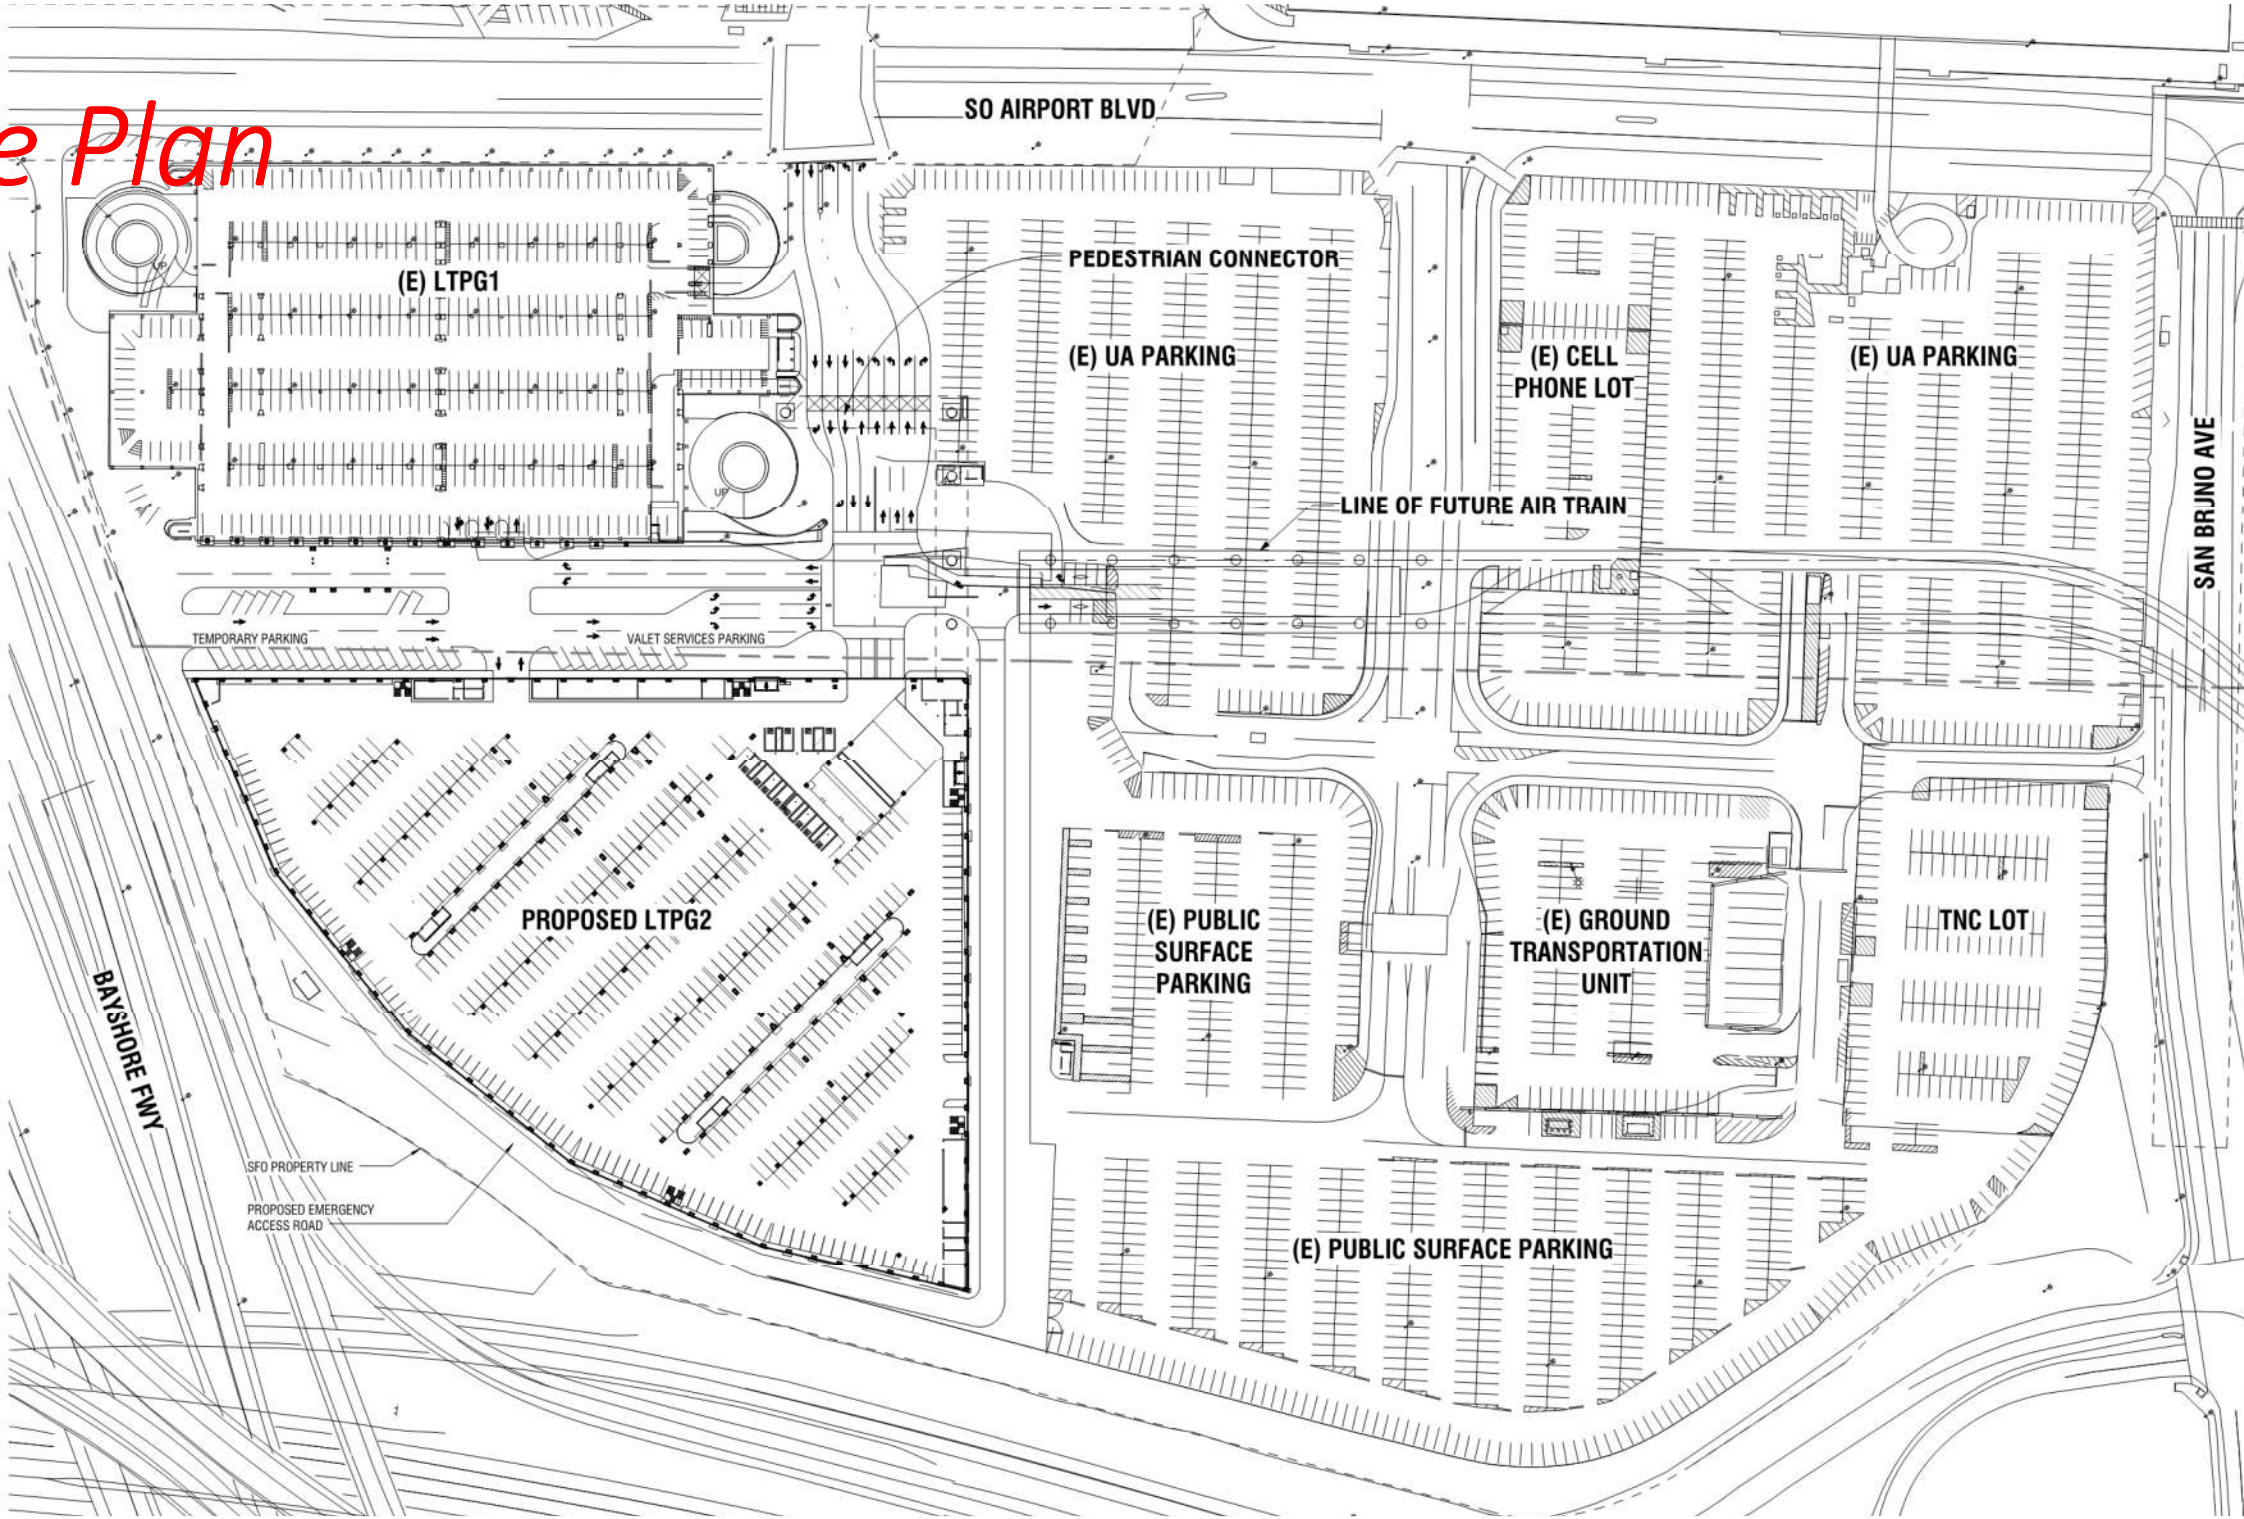 e Plan
SO AIRPORT BLVD
PEDESTRIAN CONNECTOR
UP
(E) LTPG1
(E) UA PARKING
(E) CELL
PHONE LOT
(E) UA PARKING
SAN BRUNO AVE
UP
LINE OF FUTURE AIR TRAIN
TEMPORARY PARKING
VALET SERVICES PARKING
PROPOSED LTPG2
(E) PUBLIC
SURFACE
PARKING
(E) GROUND
TRANSPORTATION
UNIT
TNC LOT
BAYSHORE FWY
SFO PROPERTY LINE
PROPOSED EMERGENCY
ACCESS ROAD
(E) PUBLIC SURFACE PARKING